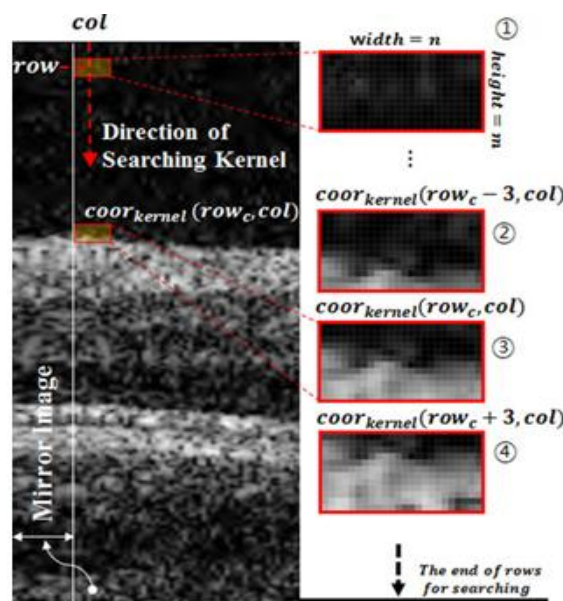 col
①
width = n
row
height = m
Direction of
Searching Kernel
⋮
coor_kernel(row_c, col)
coor_kernel(row_c − 3, col)
②
coor_kernel(row_c, col)
③
coor_kernel(row_c + 3, col)
④
Mirror Image
The end of rows
for searching